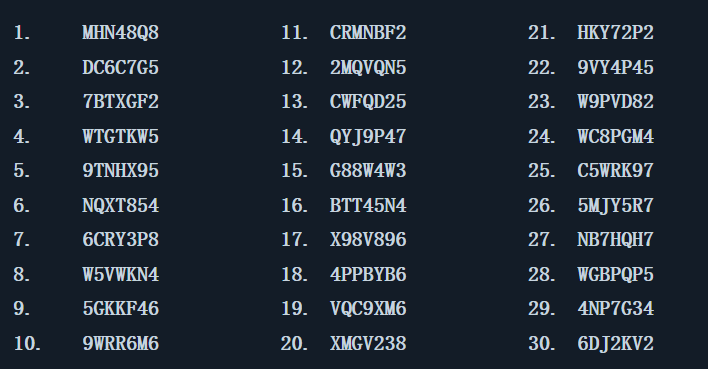 1. MHN48Q8 11. CRMNBF2 21. HKY72P2
2. DC6C7G5 12. 2MQVQN5 22. 9VY4P45
3. 7BTXGF2 13. CWFQD25 23. W9PVD82
4. WTGTKW5 14. QYJ9P47 24. WC8PGM4
5. 9TNHX95 15. G88W4W3 25. C5WRK97
6. NQXT854 16. BTT45N4 26. 5MJY5R7
7. 6CRY3P8 17. X98V896 27. NB7HQH7
8. W5VWKN4 18. 4PPBYB6 28. WGBPQP5
9. 5GKKF46 19. VQC9XM6 29. 4NP7G34
10. 9WRR6M6 20. XMGV238 30. 6DJ2KV2